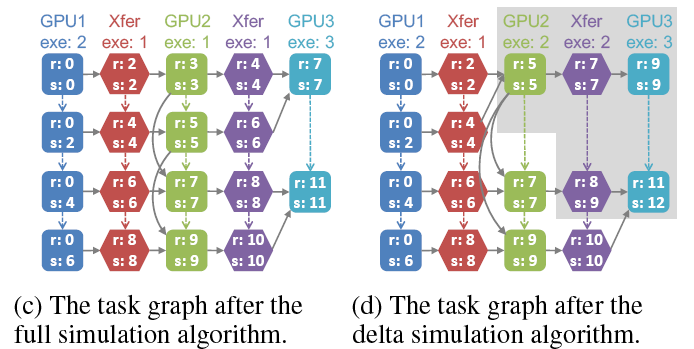 GPU1 Xfer GPU2 Xfer GPU3
exe: 2 exe: 1 exe: 1 exe: 1 exe: 3
r: 0 r: 2 r: 3 r: 4 r: 7
s: 0 s: 2 s: 3 s: 4 s: 7
r: 0 r: 4 r: 5 r: 6
s: 2 s: 4 s: 5 s: 6
r: 0 r: 6 r: 7 r: 8 r: 11
s: 4 s: 6 s: 7 s: 8 s: 11
r: 0 r: 8 r: 9 r: 10
s: 6 s: 8 s: 9 s: 10
(c) The task graph after the
full simulation algorithm.
GPU1 Xfer GPU2 Xfer GPU3
exe: 2 exe: 1 exe: 2 exe: 2 exe: 3
r: 0 r: 2 r: 5 r: 7 r: 9
s: 0 s: 2 s: 5 s: 7 s: 9
r: 0 r: 4
s: 2 s: 4
r: 0 r: 6 r: 7 r: 8 r: 11
s: 4 s: 6 s: 7 s: 9 s: 12
r: 0 r: 8 r: 9 r: 10
s: 6 s: 8 s: 9 s: 10
(d) The task graph after the
delta simulation algorithm.